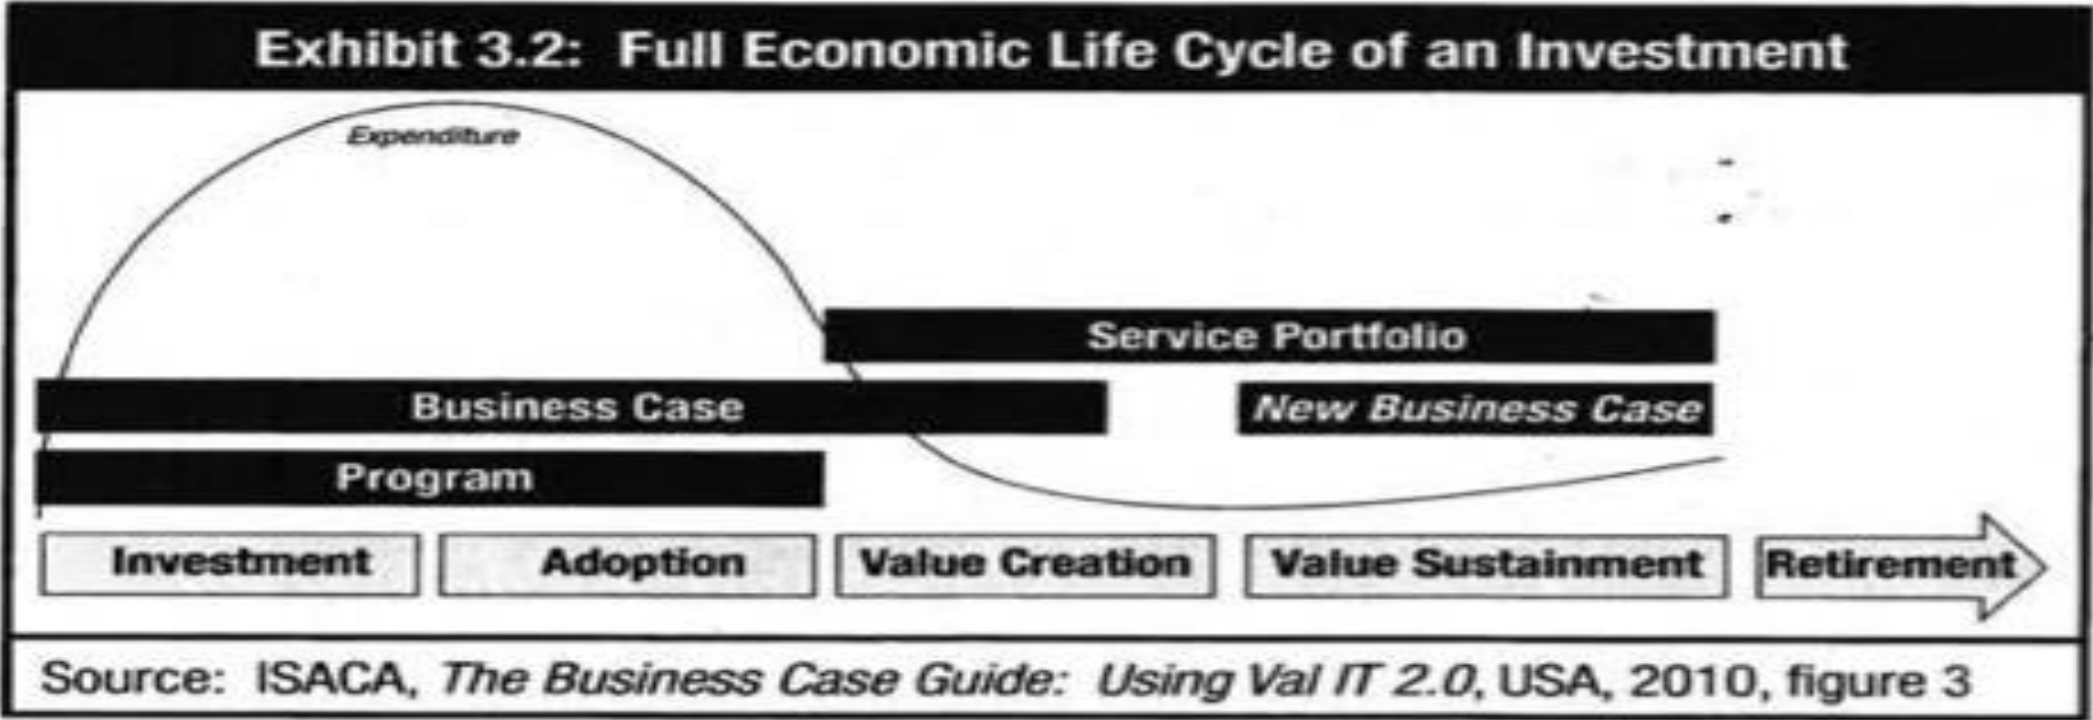 Exhibit 3.2: Full Economic Life Cycle of an Investment
Expenditure
Service Portfolio
Business Case
New Business Case
Program
Investment
Adoption
Value Creation
Value Sustainment
Retirement
Source: ISACA, The Business Case Guide: Using Val IT 2.0, USA, 2010, figure 3